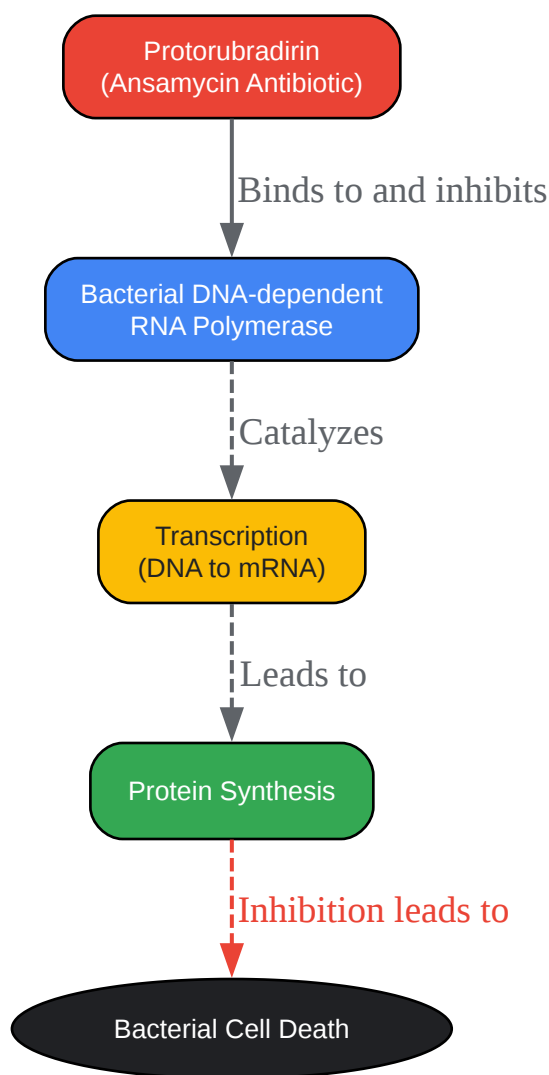 Protorubradirin
(Ansamycin Antibiotic)
Binds to and inhibits
Bacterial DNA-dependent
RNA Polymerase
Catalyzes
Transcription
(DNA to mRNA)
Leads to
Protein Synthesis
Inhibition leads to
Bacterial Cell Death